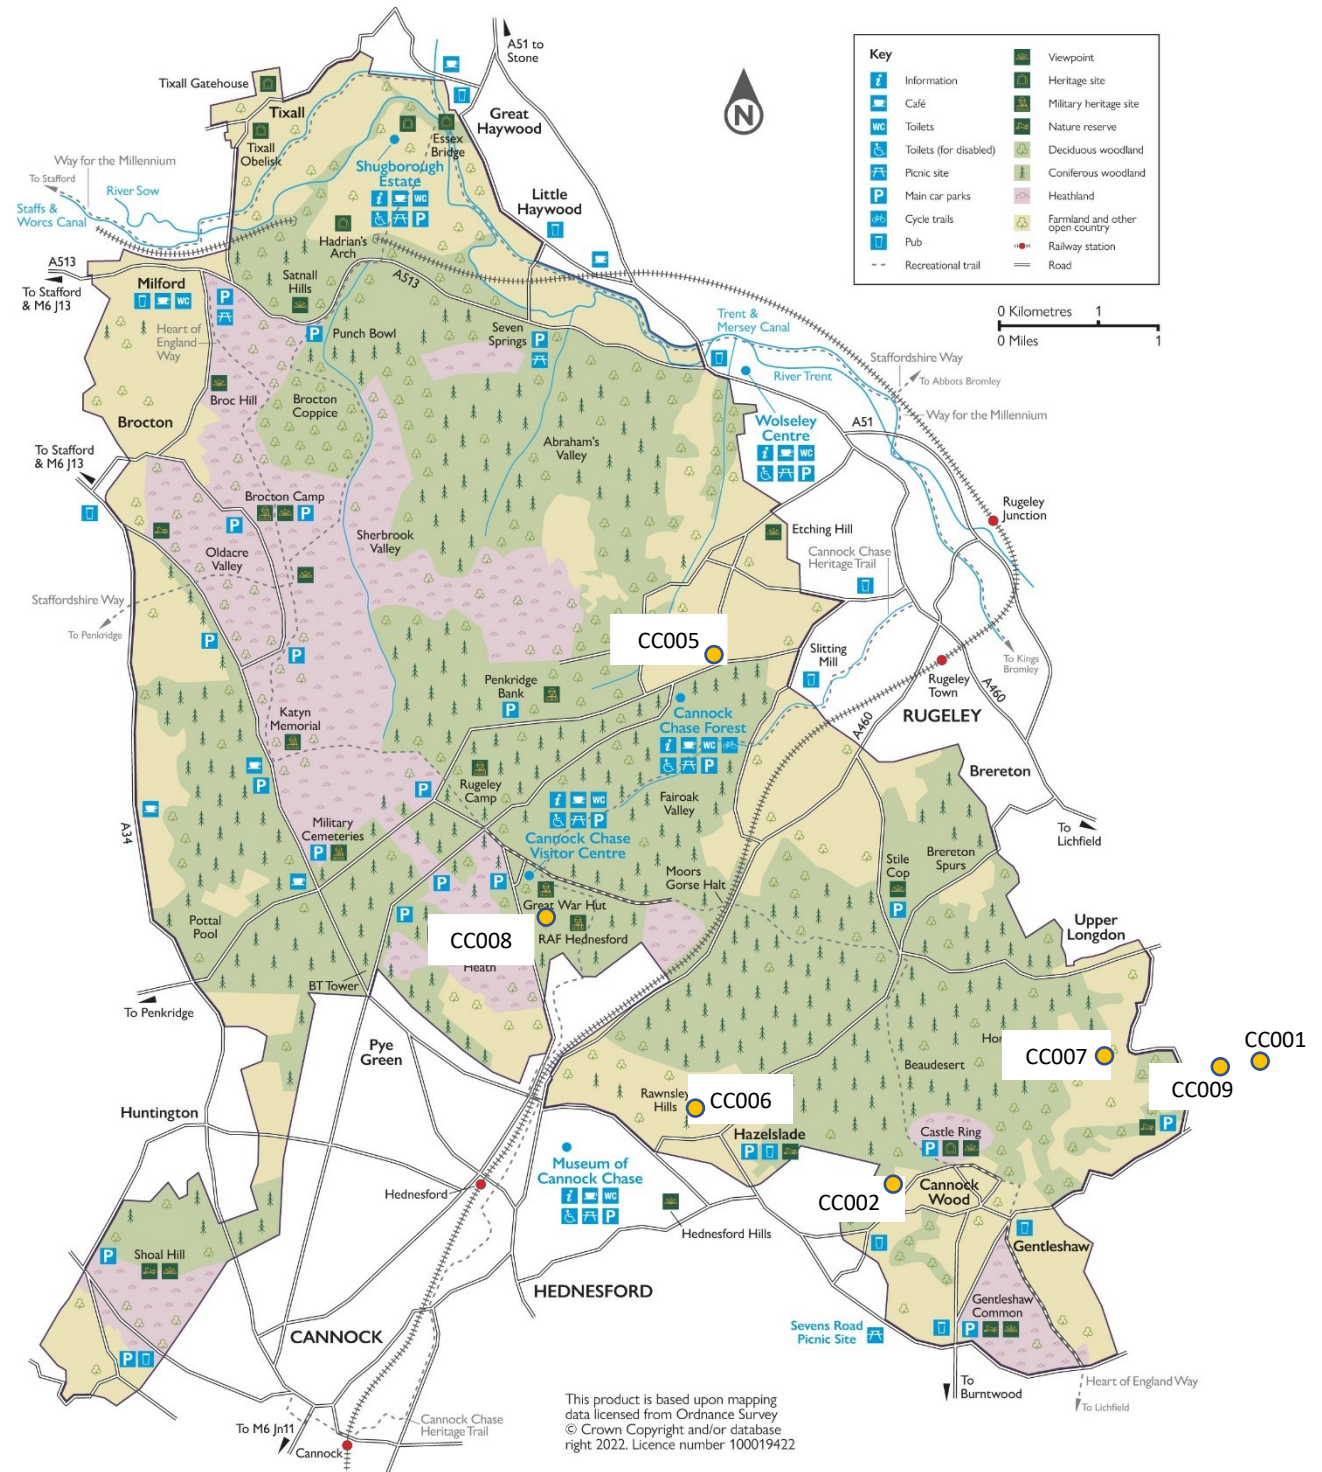 A51 to
Stone
Tixall Gatehouse
Tixall
Great
Haywood
Tixall
Obelisk
Essex
Bridge
Way for the Millennium
To Stafford
River Sow
Staffs &
Worcs Canal
Shugborough
Estate
i
WC
P
Little
Haywood
Hadrian's
Arch
N
Key
i Information
Café
WC Toilets
Toilets (for disabled)
Picnic site
P Main car parks
Cycle trails
Pub
Recreational trail
Viewpoint
Heritage site
Military heritage site
Nature reserve
Deciduous woodland
Coniferous woodland
Heathland
Farmland and other
open country
Railway station
Road
0 Kilometres 1
0 Miles 1
A513
To Stafford
& M6 J13
Milford
WC
P
Satnall
Hills
A513
Heart of
England
Way
P
Punch Bowl
Seven
Springs
P
Trent &
Mersey Canal
River Trent
Staffordshire Way
To Abbots Bromley
Way for the Millennium
Broc Hill
Brocton
Coppice
Brocton
Abraham's
Valley
Wolseley
Centre
i
WC
P
A51
To Stafford
& M6 J13
Brocton Camp
P
P
Oldacre
Valley
Sherbrook
Valley
Rugeley
Junction
Etching Hill
Cannock Chase
Heritage Trail
Staffordshire Way
To Penkridge
P
P
CC005
Slitting
Mill
To Kings
Bromley
Rugeley
Town
A460
RUGELEY
A460
Penkridge
Bank
P
Cannock
Chase Forest
i
WC
P
Katyn
Memorial
P
P
Rugeley
Camp
Fairoak
Valley
Brereton
To
Lichfield
A34
i
WC
P
Cannock Chase
Visitor Centre
Military
Cemeteries
P
Moors
Gorse Halt
Stile
Cop
P
Brereton
Spurs
P
P
P
Great War Hut
CC008
RAF Hednesford
Heath
Pottal
Pool
BT Tower
Upper
Longdon
To Penkridge
Pye
Green
Hor
CC007
CC001
CC009
Beaudesert
Rawnsley
Hills
CC006
Huntington
Hazelslade
P
Castle Ring
P
P
Museum of
Cannock Chase
i
WC
P
Hednesford
CC002
Cannock
Wood
Hednesford Hills
Gentleshaw
Shoal Hill
P
HEDNESFORD
Gentleshaw
Common
P
CANNOCK
Sevens Road
Picnic Site
P
To
Burntwood
Heart of England Way
To Lichfield
This product is based upon mapping
data licensed from Ordnance Survey
© Crown Copyright and/or database
right 2022. Licence number 100019422
To M6 Jn11
Cannock
Cannock Chase
Heritage Trail